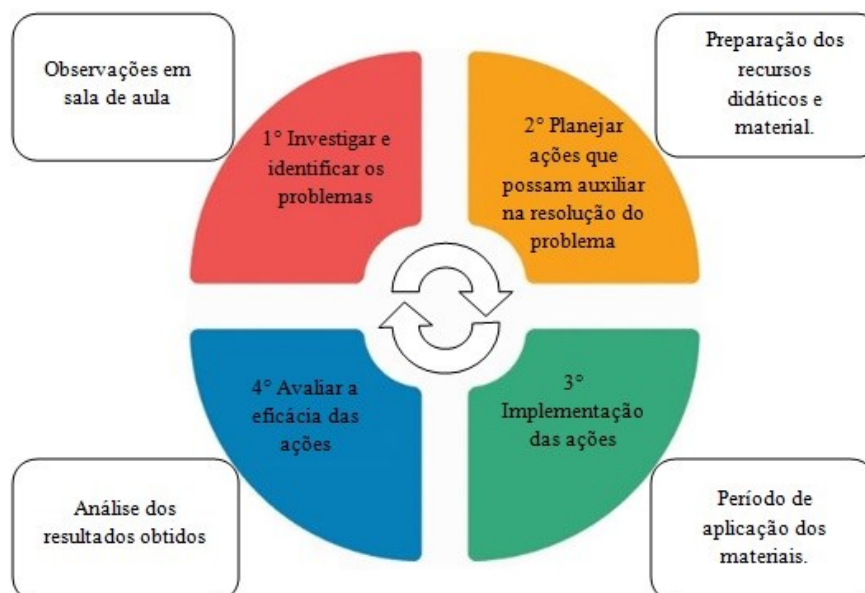 Observações em
sala de aula
Preparação dos
recursos
didáticos e
material.
1° Investigar e
identificar os
problemas
2° Planejar
ações que
possam auxiliar
na resolução do
problema
4° Avaliar a
eficácia das
ações
3°
Implementação
das ações
Análise dos
resultados obtidos
Período de
aplicação dos
materiais.